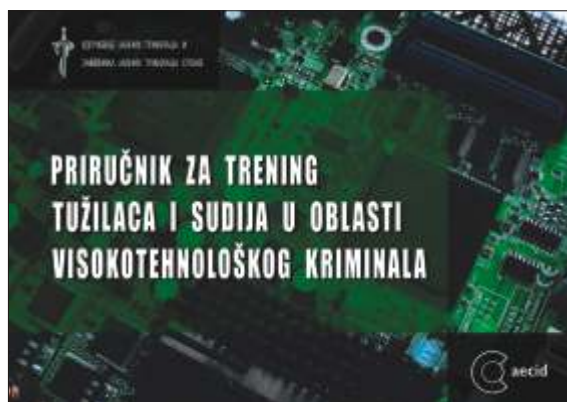 PRIRUČNIK ZA TRENING
TUŽILACA I SUDIJA U OBLASTI
VISOKOTEHNOLOŠKOG KRIMINALA
aecid